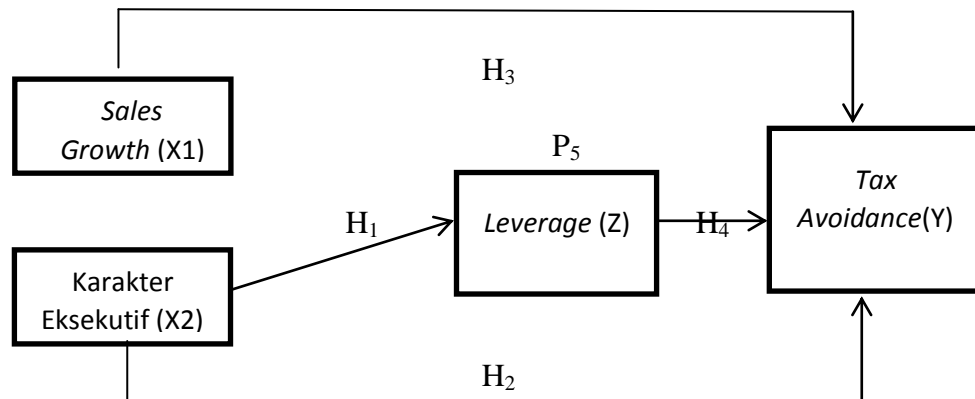 H₃
Sales
Growth (X1)
P₅
Tax
Avoidance(Y)
Leverage (Z)
H₁
H₄
Karakter
Eksekutif (X2)
H₂